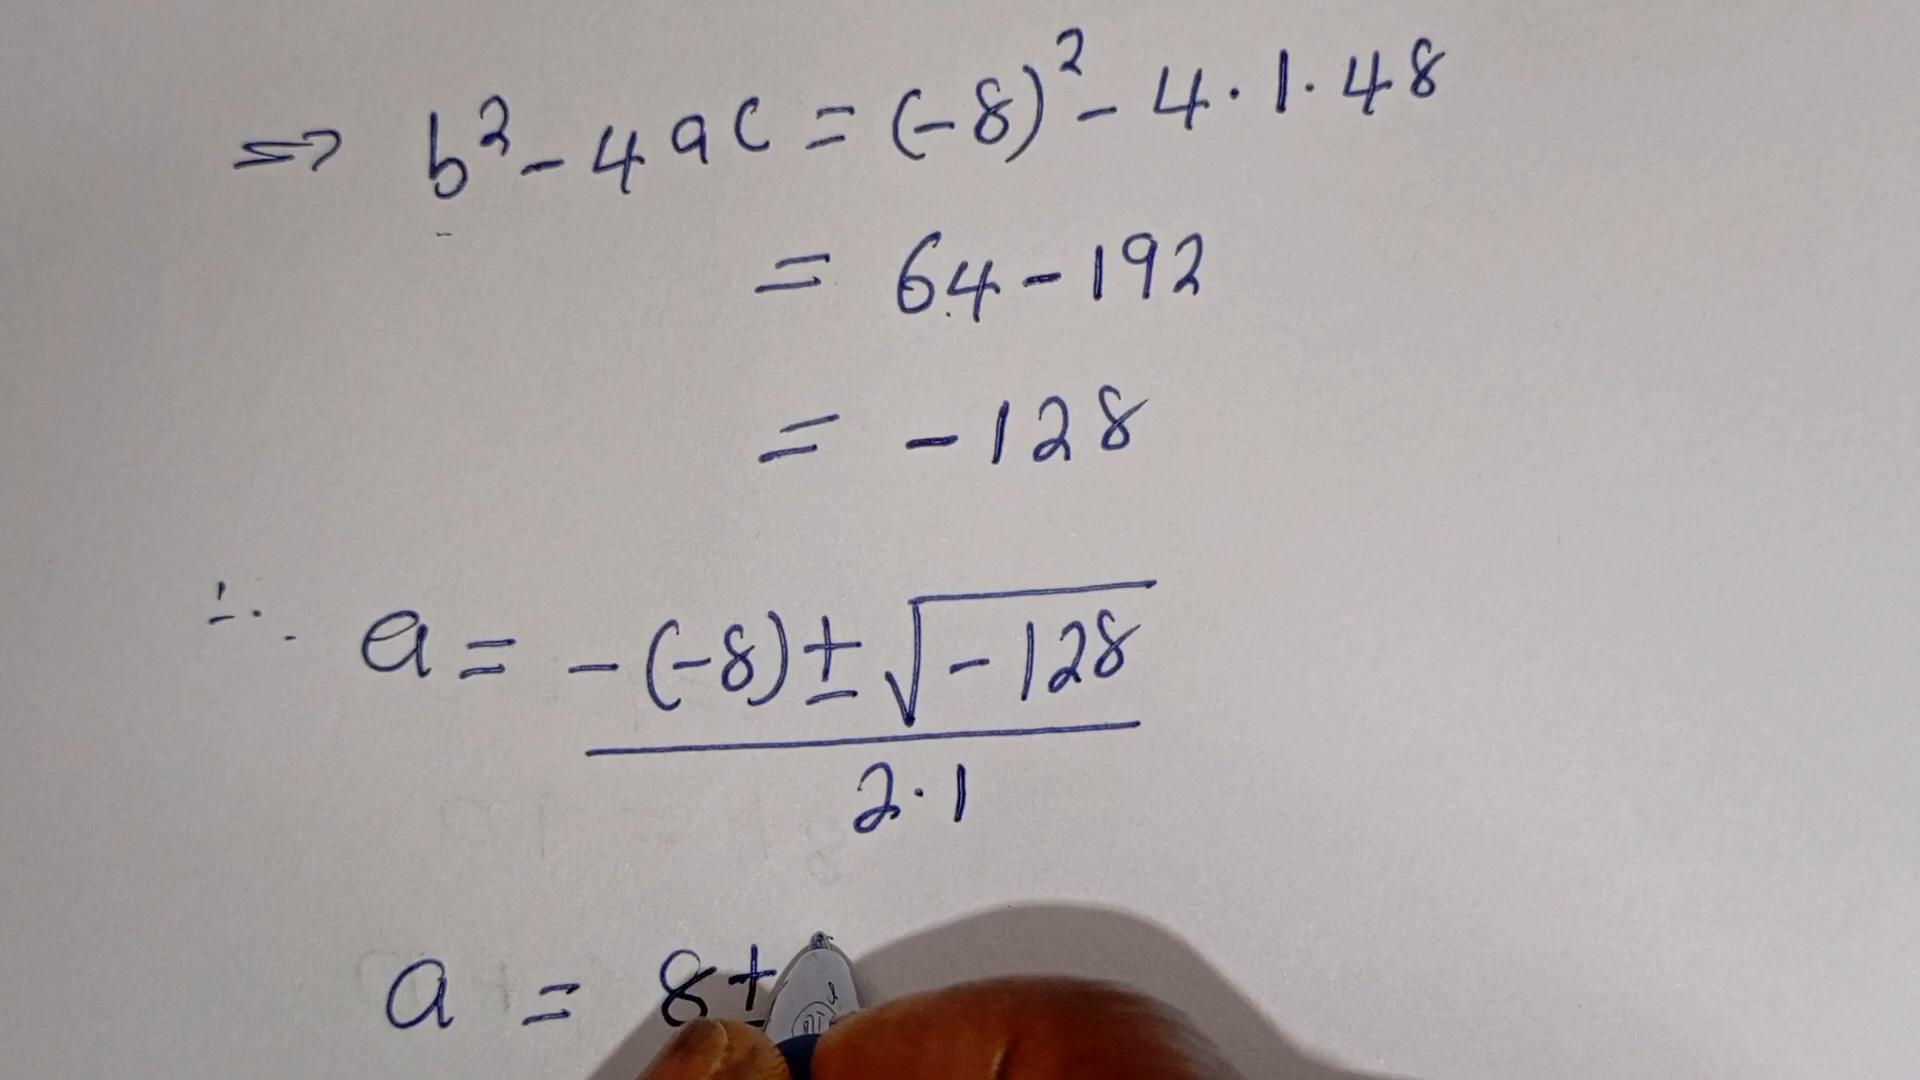 ⇒ b² - 4ac = (-8)² - 4·1·48
= 64 - 192
= -128
∴ a = -(-8) ± √-128
2·1
a = 8 ±